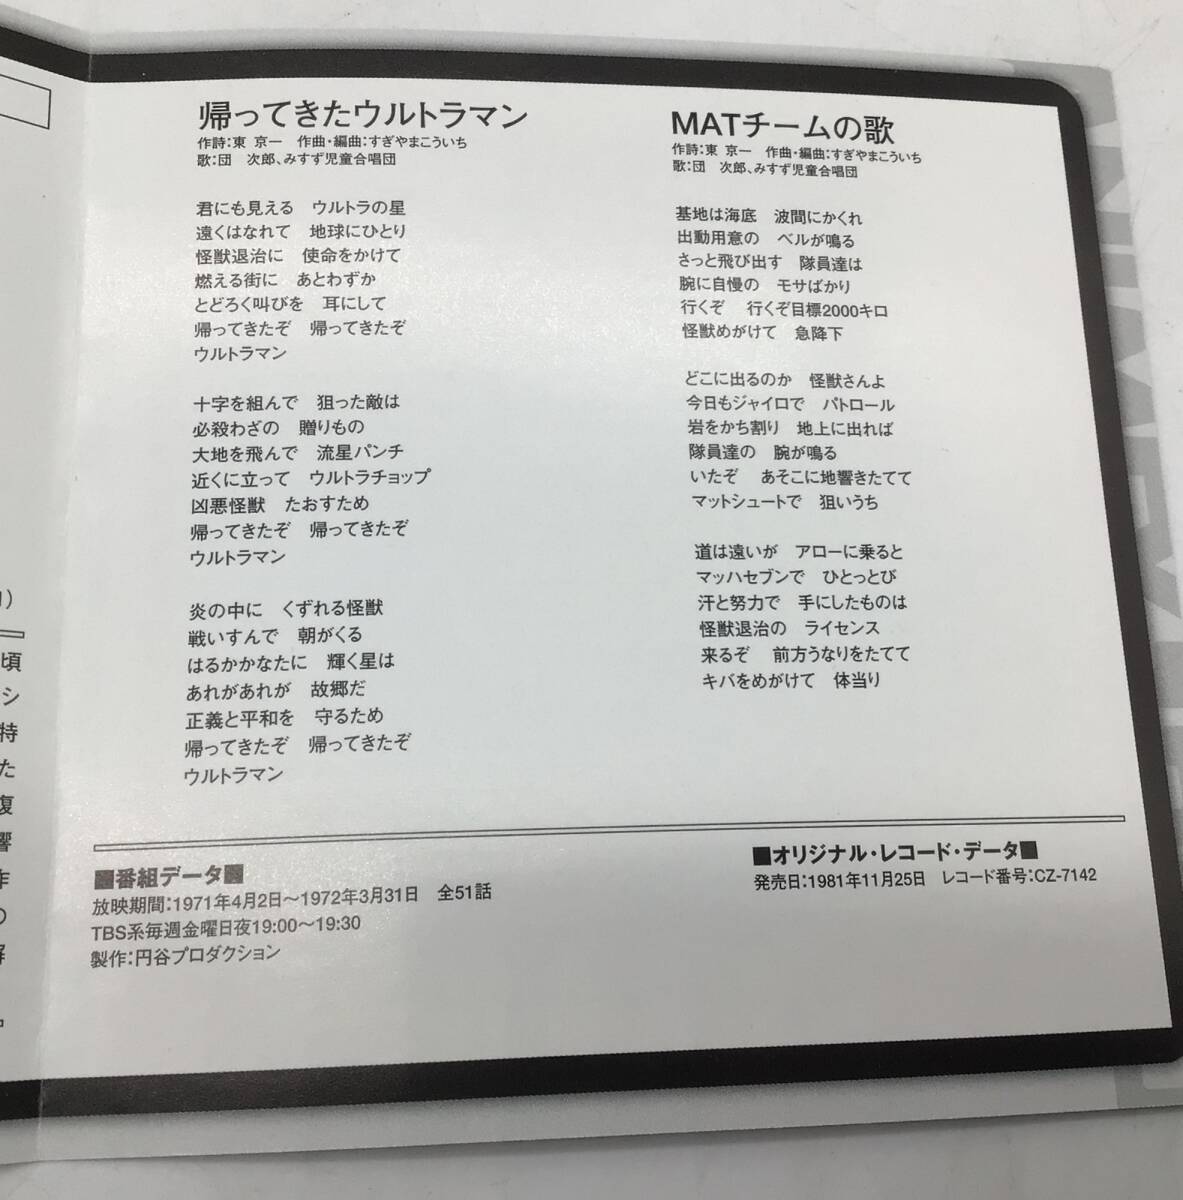 帰ってきたウルトラマン
作詩:東 京一　作曲・編曲:すぎやまこういち
歌:団　次郎、みすず児童合唱団
君にも見える　ウルトラの星
遠くはなれて　地球にひとり
怪獣退治に　使命をかけて
燃える街に　あとわずか
とどろく叫びを　耳にして
帰ってきたぞ　帰ってきたぞ
ウルトラマン
十字を組んで　狙った敵は
必殺わざの　贈りもの
大地を飛んで　流星パンチ
近くに立って　ウルトラチョップ
凶悪怪獣　たおすため
帰ってきたぞ　帰ってきたぞ
ウルトラマン
炎の中に　くずれる怪獣
戦いすんで　朝がくる
はるかかなたに　輝く星は
あれがあれが　故郷だ
正義と平和を　守るため
帰ってきたぞ　帰ってきたぞ
ウルトラマン
MATチームの歌
作詩:東 京一　作曲・編曲:すぎやまこういち
歌:団　次郎、みすず児童合唱団
基地は海底　波間にかくれ
出動用意の　ベルが鳴る
さっと飛び出す　隊員達は
腕に自慢の　モサばかり
行くぞ　行くぞ目標2000キロ
怪獣めがけて　急降下
どこに出るのか　怪獣さんよ
今日もジャイロで　パトロール
岩をかち割り　地上に出れば
隊員達の　腕が鳴る
いたぞ　あそこに地響きたてて
マットシュートで　狙いうち
道は遠いが　アローに乗ると
マッハセブンで　ひとっとび
汗と努力で　手にしたものは
怪獣退治の　ライセンス
来るぞ　前方うなりをたてて
キバをめがけて　体当り
■番組データ■
放映期間:1971年4月2日〜1972年3月31日　全51話
TBS系毎週金曜日夜19:00〜19:30
製作:円谷プロダクション
■オリジナル・レコード・データ■
発売日:1981年11月25日　レコード番号:CZ-7142
頃
シ
特
た
復
響
作
の